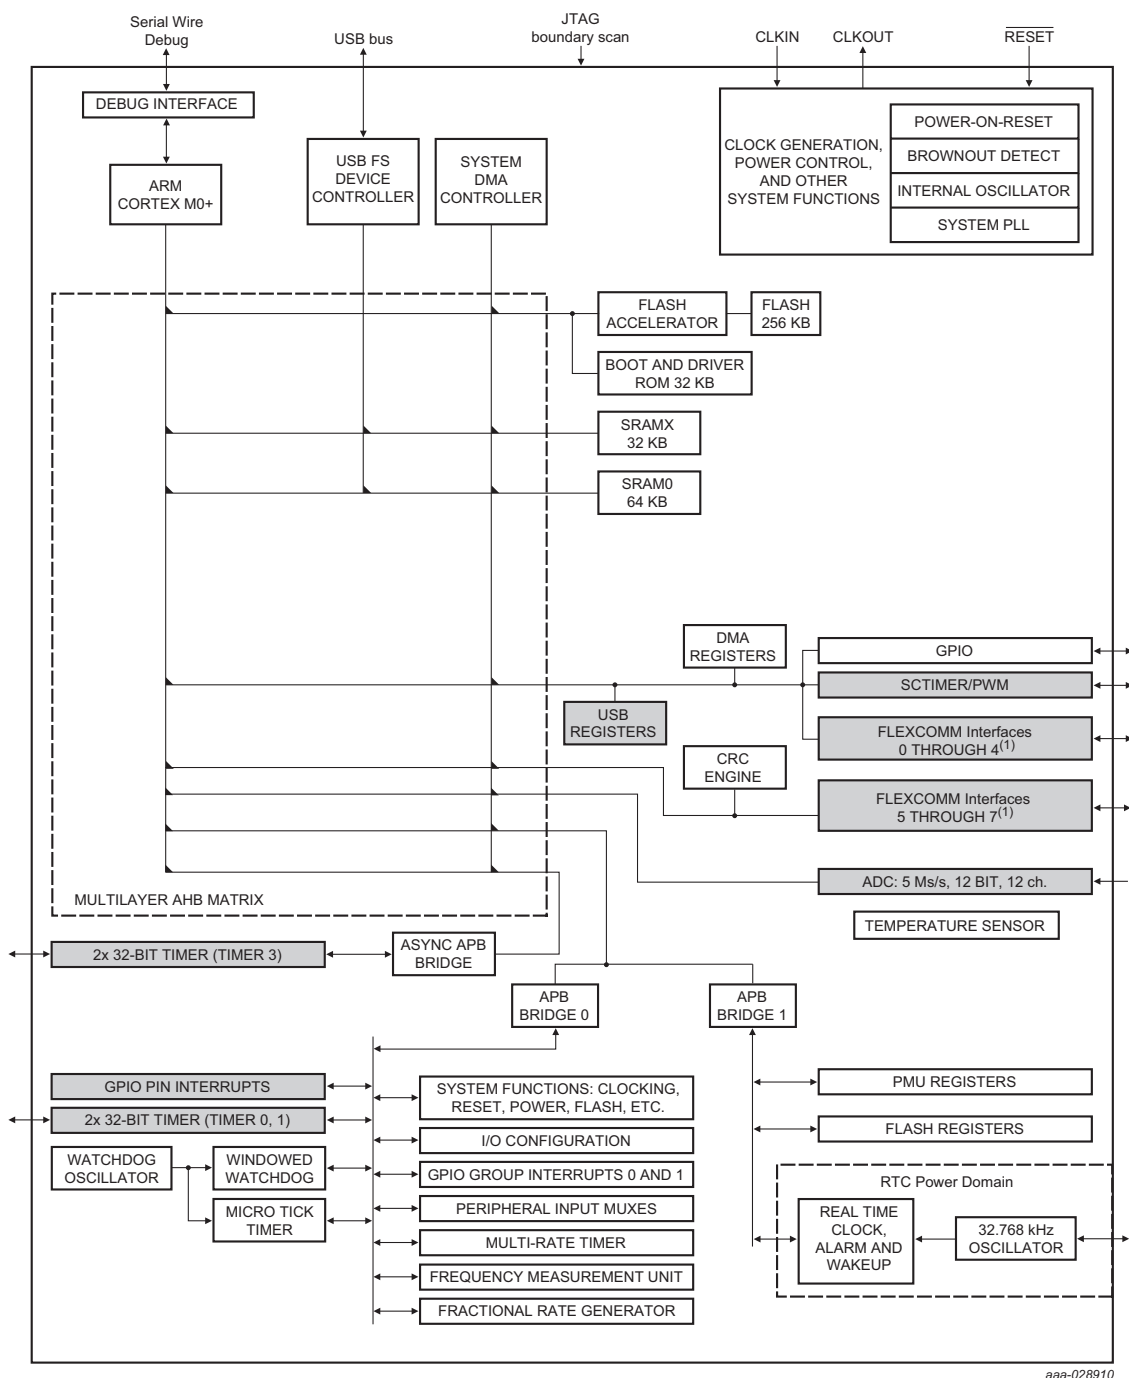 Serial Wire
Debug
USB bus
JTAG
boundary scan
CLKIN
CLKOUT
RESET
DEBUG INTERFACE
ARM
CORTEX M0+
USB FS
DEVICE
CONTROLLER
SYSTEM
DMA
CONTROLLER
CLOCK GENERATION,
POWER CONTROL,
AND OTHER
SYSTEM FUNCTIONS
POWER-ON-RESET
BROWNOUT DETECT
INTERNAL OSCILLATOR
SYSTEM PLL
FLASH
ACCELERATOR
FLASH
256 KB
BOOT AND DRIVER
ROM 32 KB
SRAMX
32 KB
SRAM0
64 KB
DMA
REGISTERS
GPIO
SCTIMER/PWM
USB
REGISTERS
FLEXCOMM Interfaces
0 THROUGH 4(1)
CRC
ENGINE
FLEXCOMM Interfaces
5 THROUGH 7(1)
ADC: 5 Ms/s, 12 BIT, 12 ch.
MULTILAYER AHB MATRIX
TEMPERATURE SENSOR
2x 32-BIT TIMER (TIMER 3)
ASYNC APB
BRIDGE
APB
BRIDGE 0
APB
BRIDGE 1
GPIO PIN INTERRUPTS
2x 32-BIT TIMER (TIMER 0, 1)
WATCHDOG
OSCILLATOR
WINDOWED
WATCHDOG
MICRO TICK
TIMER
SYSTEM FUNCTIONS: CLOCKING,
RESET, POWER, FLASH, ETC.
I/O CONFIGURATION
GPIO GROUP INTERRUPTS 0 AND 1
PERIPHERAL INPUT MUXES
MULTI-RATE TIMER
FREQUENCY MEASUREMENT UNIT
FRACTIONAL RATE GENERATOR
PMU REGISTERS
FLASH REGISTERS
RTC Power Domain
REAL TIME
CLOCK,
ALARM AND
WAKEUP
32.768 kHz
OSCILLATOR
aaa-028910